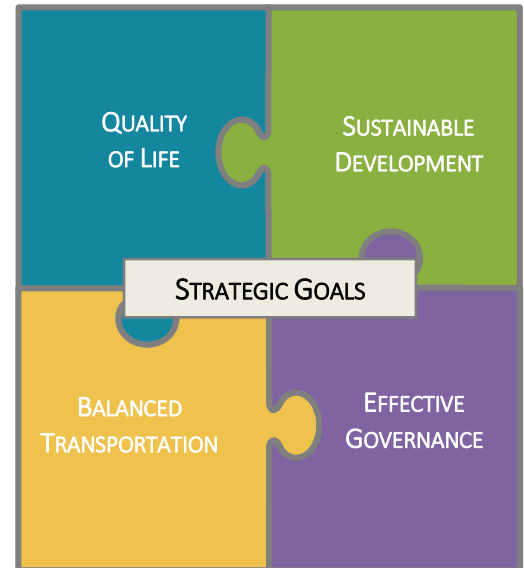 QUALITY
OF LIFE
SUSTAINABLE
DEVELOPMENT
STRATEGIC GOALS
BALANCED
TRANSPORTATION
EFFECTIVE
GOVERNANCE